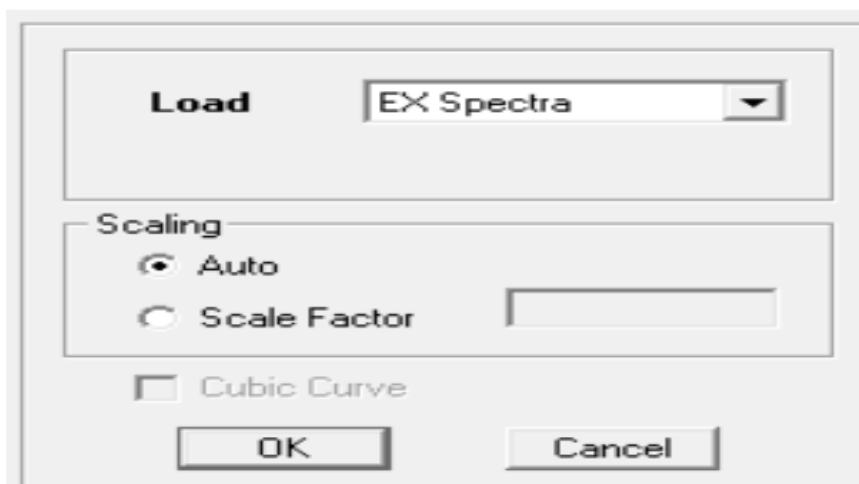 Load EX Spectra
Scaling
Auto
Scale Factor
Cubic Curve
OK Cancel